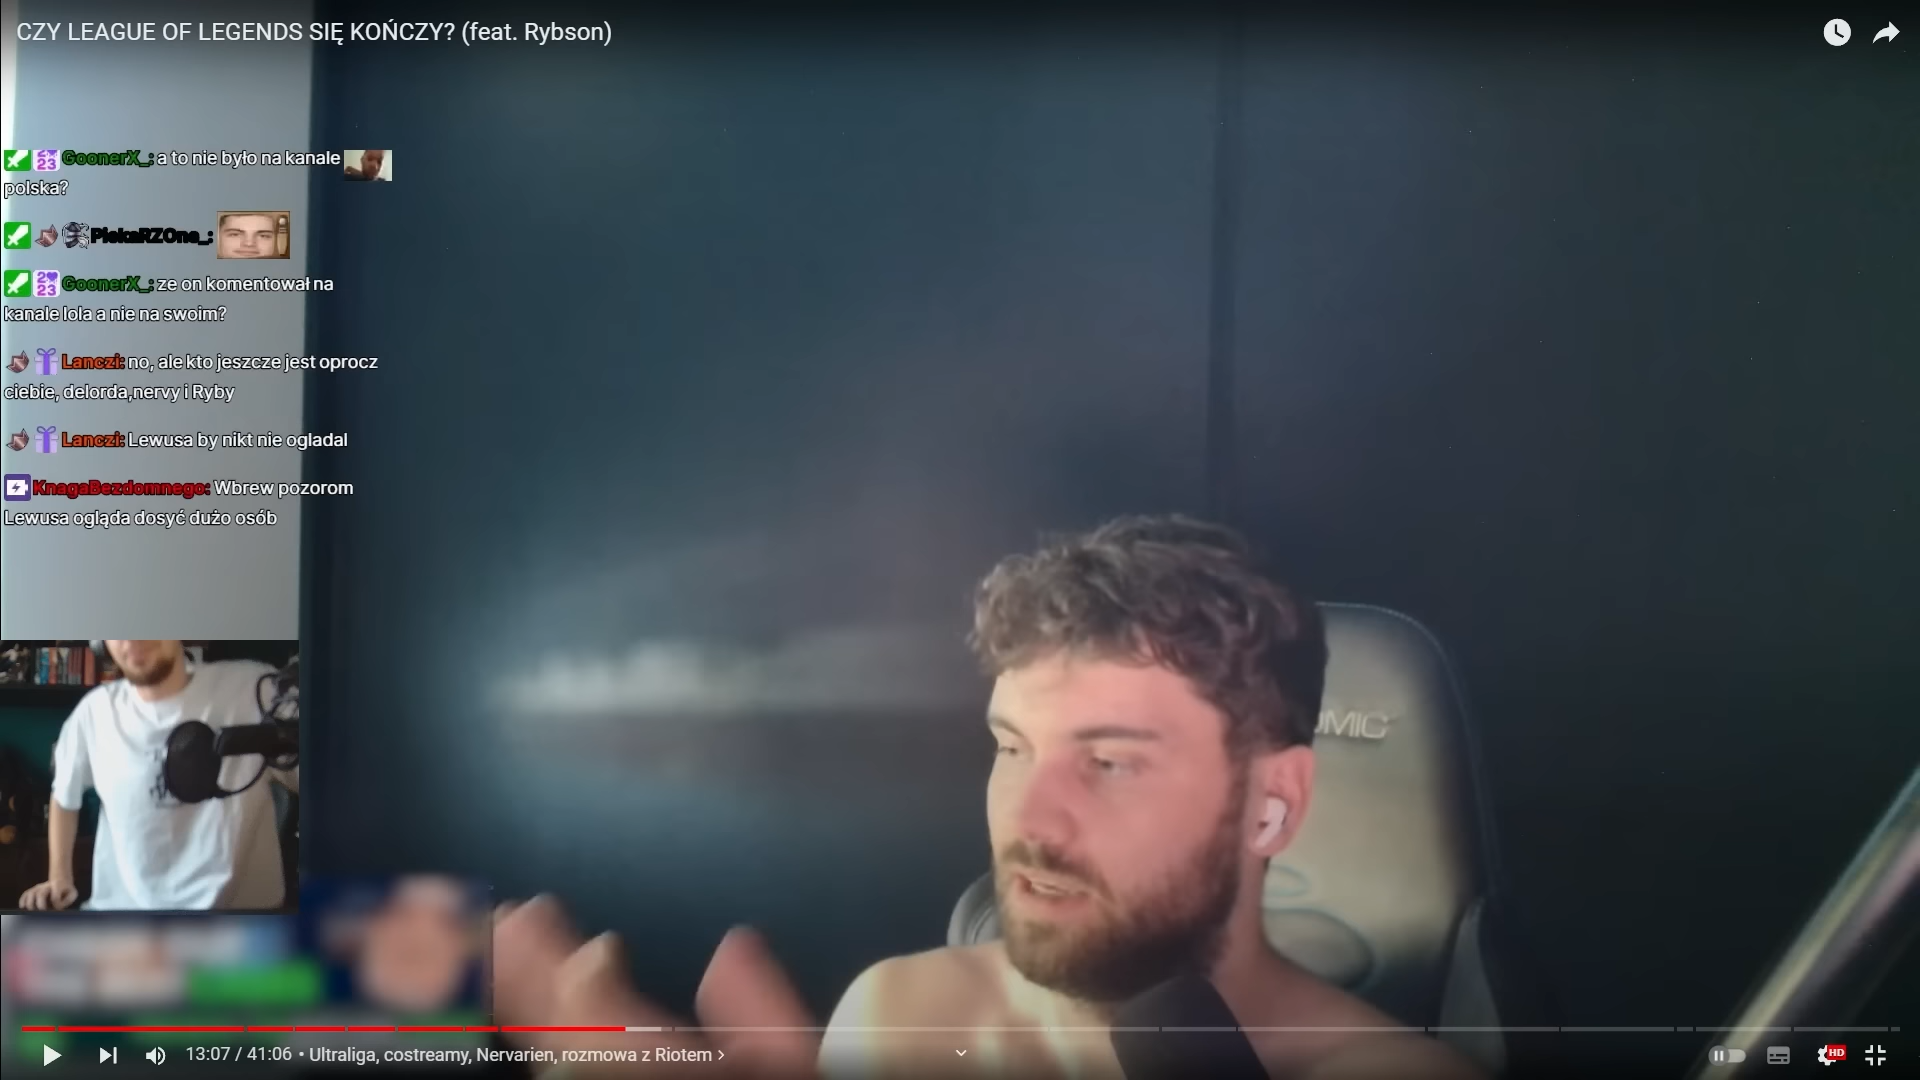 CZY LEAGUE OF LEGENDS SIĘ KOŃCZY? (feat. Rybson)
GoonerX_: a to nie było na kanale
polska?
PiekaRZOne_:
GoonerX_: ze on komentował na
kanale lola a nie na swoim?
Lanczi: no, ale kto jeszcze jest oprocz
ciebie, delorda,nervy i Ryby
Lanczi: Lewusa by nikt nie ogladal
KnagaBezdomnego: Wbrew pozorom
Lewusa ogląda dosyć dużo osób
OMIC
13:07 / 41:06 • Ultraliga, costreamy, Nervarien, rozmowa z Riotem
HD